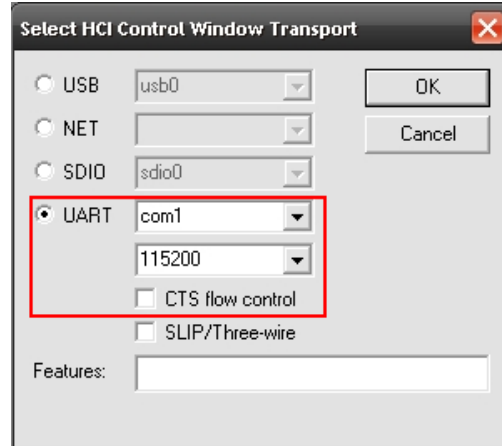 Select HCI Control Window Transport
USB usb0 OK
NET Cancel
SDIO sdio0
UART com1
115200
CTS flow control
SLIP/Three-wire
Features: